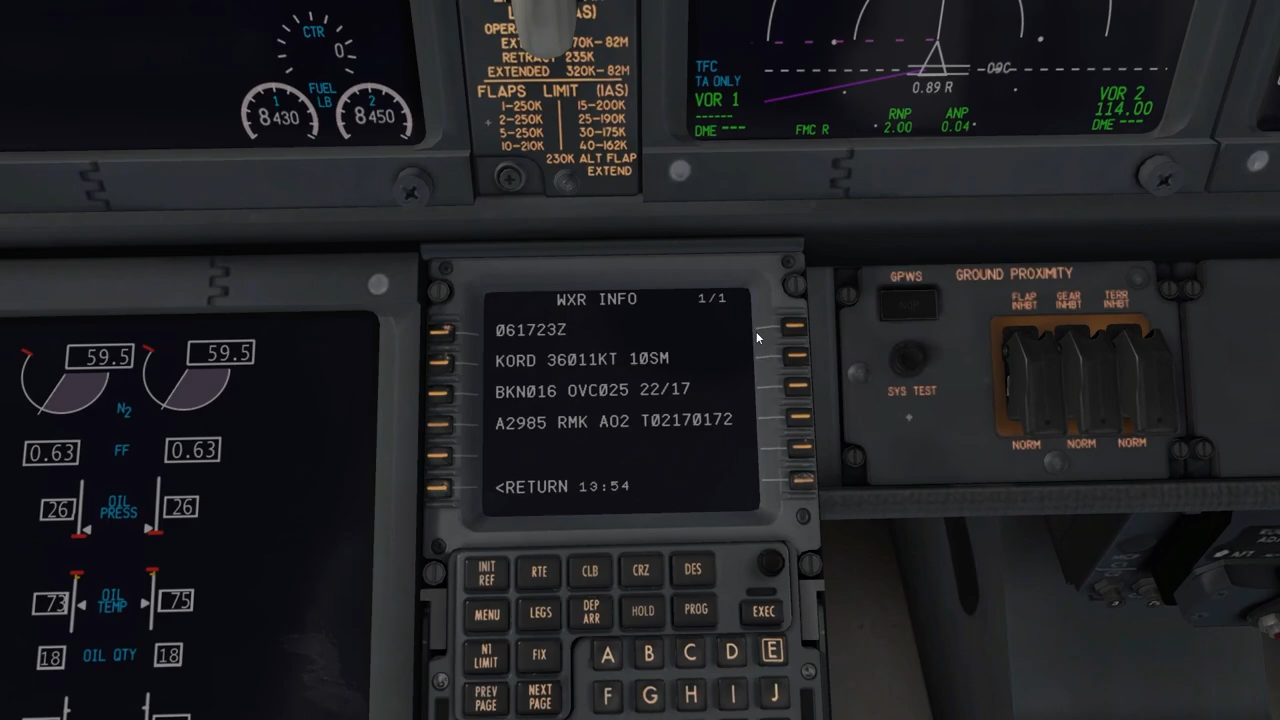 CTR
0
FUEL
LB
1
8430
2
8450
RETRACT 235K
EXTENDED 320K-82M
FLAPS LIMIT (IAS)
1-250K 15-200K
2-250K 25-190K
5-250K 30-175K
10-210K 40-162K
230K ALT FLAP
EXTEND
TFC
TA ONLY
VOR 1
------
DME ---
FMC R
RNP
2.00
ANP
0.04
0.89 R
VOR 2
114.00
DME ---
WXR INFO 1/1
061723Z
KORD 36011KT 10SM
BKN016 OVC025 22/17
A2985 RMK AO2 T02170172
<RETURN 13:54
GPWS
GROUND PROXIMITY
FLAP
INHBT
GEAR
INHBT
TERR
INHBT
SYS TEST
NORM NORM NORM
59.5 59.5
N2
0.63 FF 0.63
26 OIL
PRESS 26
73 OIL
TEMP 75
18 OIL QTY 18
INIT
REF
RTE
CLB
CRZ
DES
MENU
LEGS
DEP
ARR
HOLD
PROG
EXEC
N1
LIMIT
FIX
A B C D E
PREV
PAGE
NEXT
PAGE
F G H I J